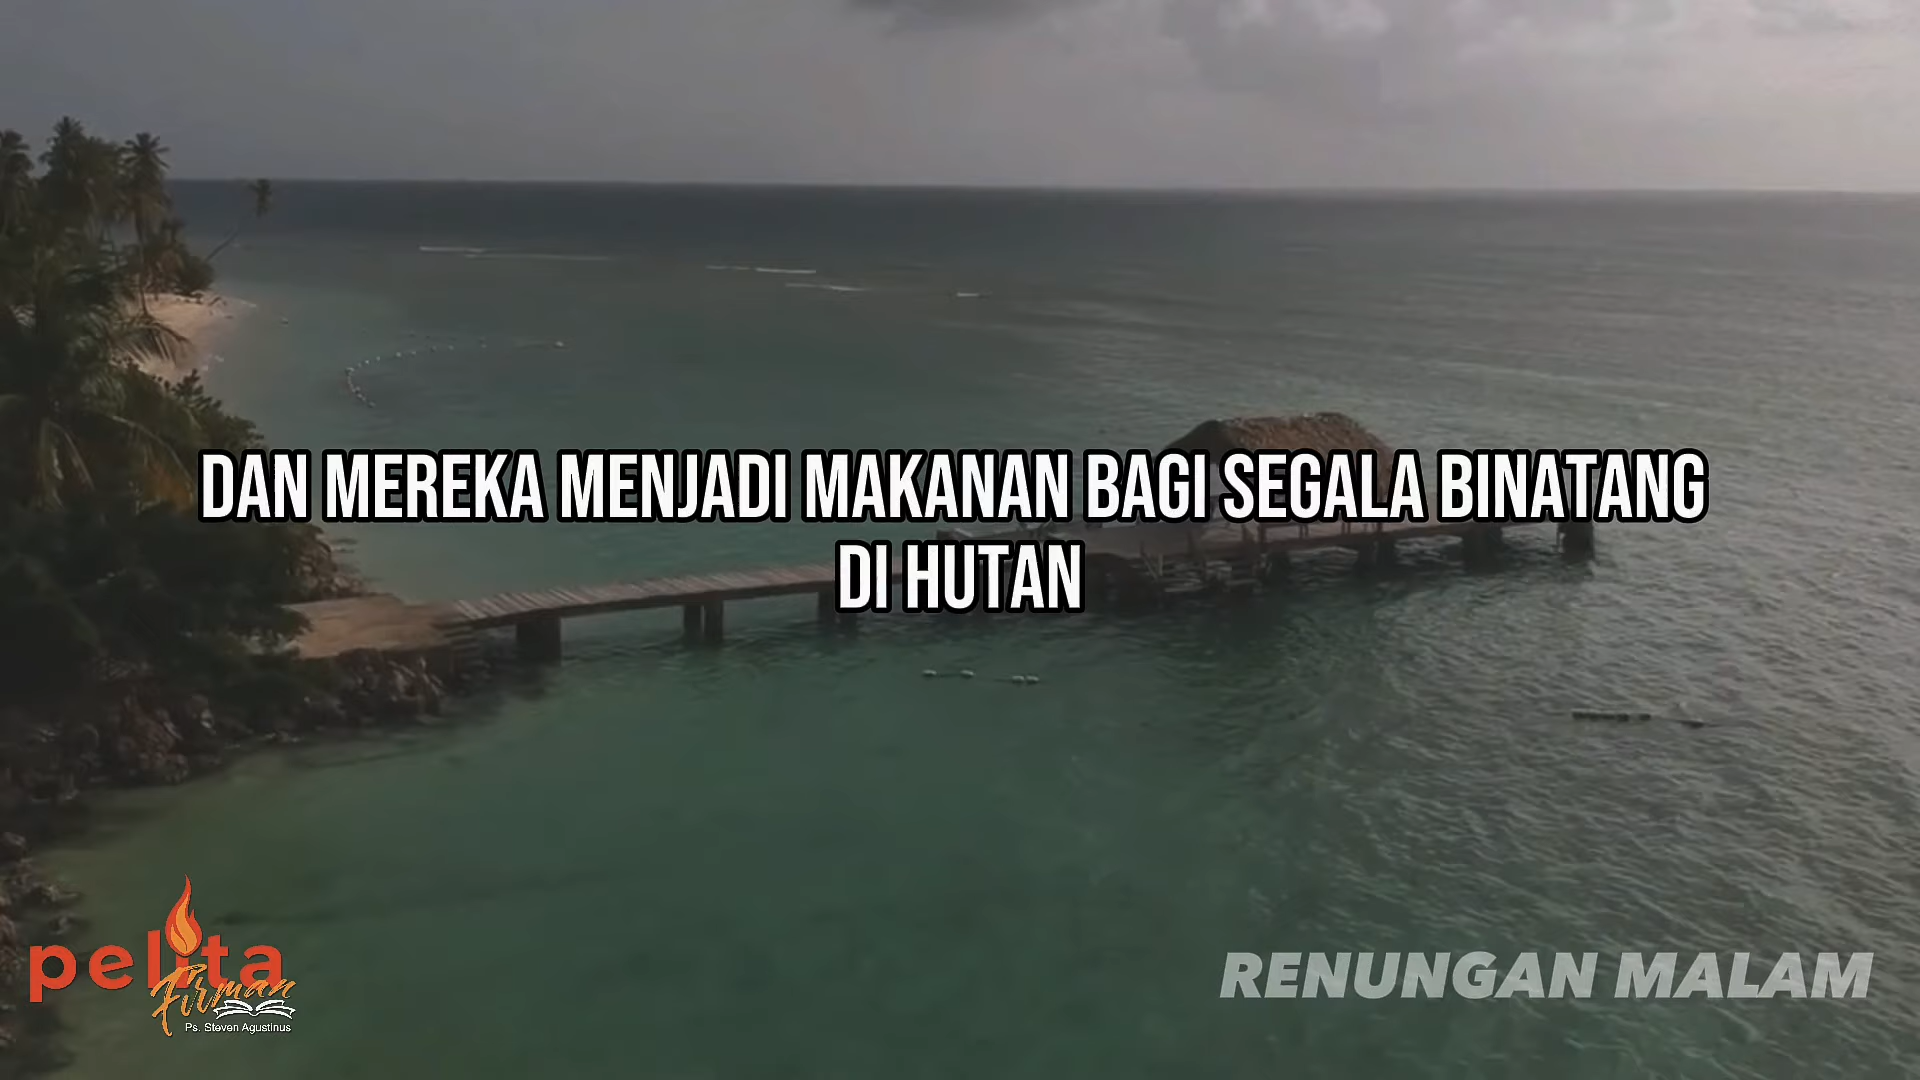 DAN MEREKA MENJADI MAKANAN BAGI SEGALA BINATANG
DI HUTAN
pelita
Firman
Ps. Steven Agustinus
RENUNGAN MALAM